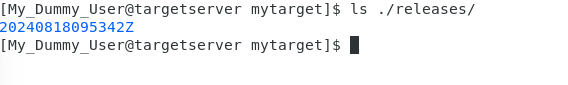 [My_Dummy_User@targetserver mytarget]$ ls ./releases/
20240818095342Z
[My_Dummy_User@targetserver mytarget]$